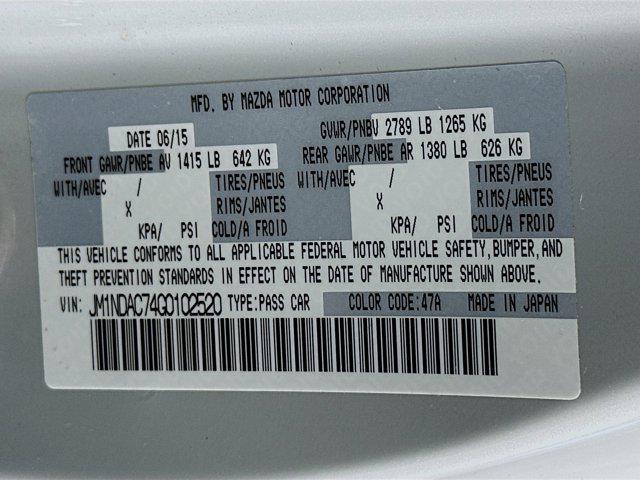 MFD. BY MAZDA MOTOR CORPORATION
DATE 06/15 GVWR/PNBV 2789 LB 1265 KG
FRONT GAWR/PNBE AV 1415 LB 642 KG REAR GAWR/PNBE AR 1380 LB 626 KG
WITH/AVEC / TIRES/PNEUS WITH/AVEC / TIRES/PNEUS
X RIMS/JANTES X RIMS/JANTES
KPA/ PSI COLD/A FROID KPA/ PSI COLD/A FROID
THIS VEHICLE CONFORMS TO ALL APPLICABLE FEDERAL MOTOR VEHICLE SAFETY, BUMPER, AND
THEFT PREVENTION STANDARDS IN EFFECT ON THE DATE OF MANUFACTURE SHOWN ABOVE.
VIN: JM1NDAC74G0102520 TYPE: PASS CAR COLOR CODE: 47A MADE IN JAPAN